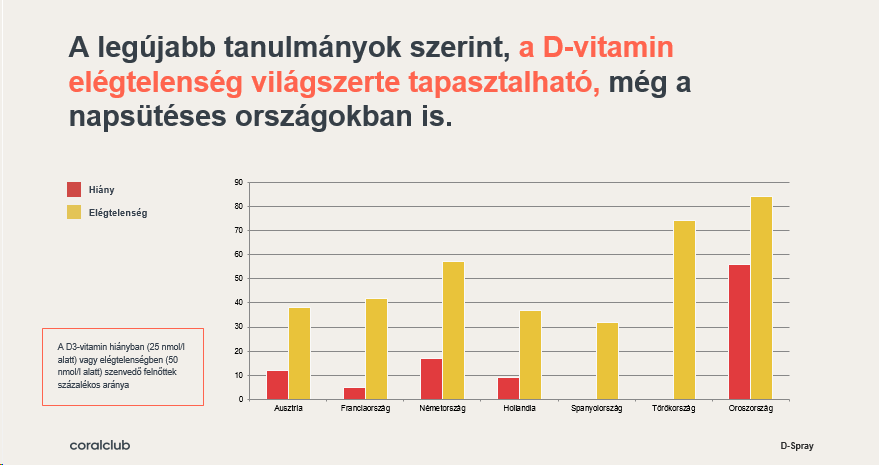 A legújabb tanulmányok szerint, a D-vitamin
elégtelenség világszerte tapasztalható, még a
napsütéses országokban is.
Hiány
Elégtelenség
90
80
70
60
50
40
30
20
10
0
Ausztria
Franciaország
Németország
Hollandia
Spanyolország
Törökország
Oroszország
A D3-vitamin hiányban (25 nmol/l
alatt) vagy elégtelenségben (50
nmol/l alatt) szenvedő felnőttek
százalékos aránya
coralclub
D-Spray